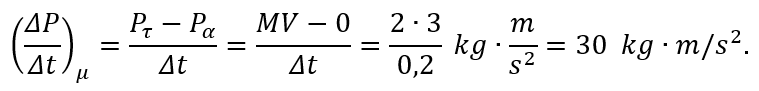 (ΔP/Δt)_μ = (P_τ − P_α)/Δt = (MV − 0)/Δt = (2 · 3)/(0,2) kg · m/s² = 30 kg · m/s².